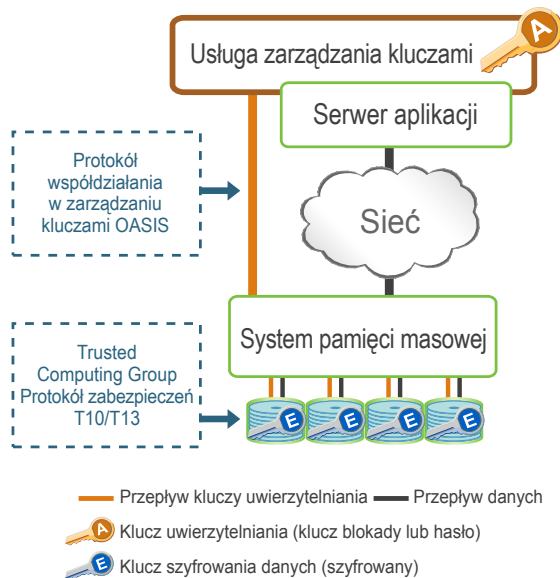 Usługa zarządzania kluczami
A
Serwer aplikacji
Protokół
współdziałania
w zarządzaniu
kluczami OASIS
Sieć
System pamięci masowej
Trusted
Computing Group
Protokół zabezpieczeń
T10/T13
E E E E
Przepływ kluczy uwierzytelniania Przepływ danych
A Klucz uwierzytelniania (klucz blokady lub hasło)
E Klucz szyfrowania danych (szyfrowany)